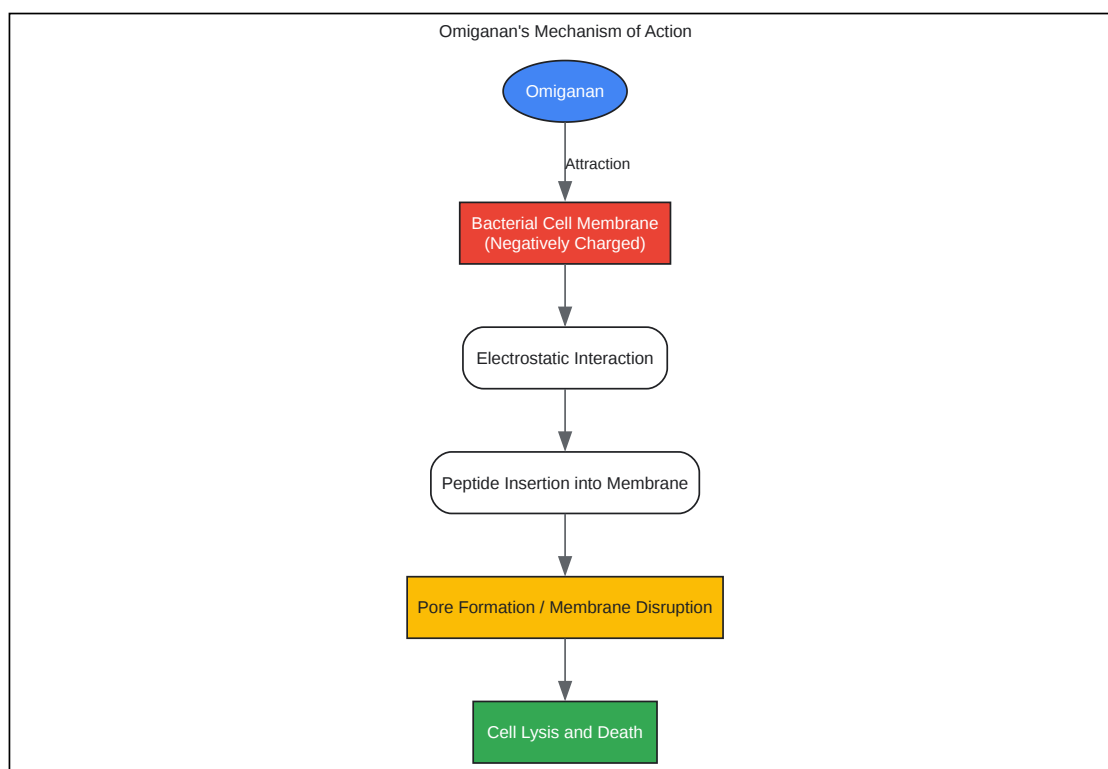 Omiganan's Mechanism of Action
Omiganan
Attraction
Bacterial Cell Membrane
(Negatively Charged)
Electrostatic Interaction
Peptide Insertion into Membrane
Pore Formation / Membrane Disruption
Cell Lysis and Death